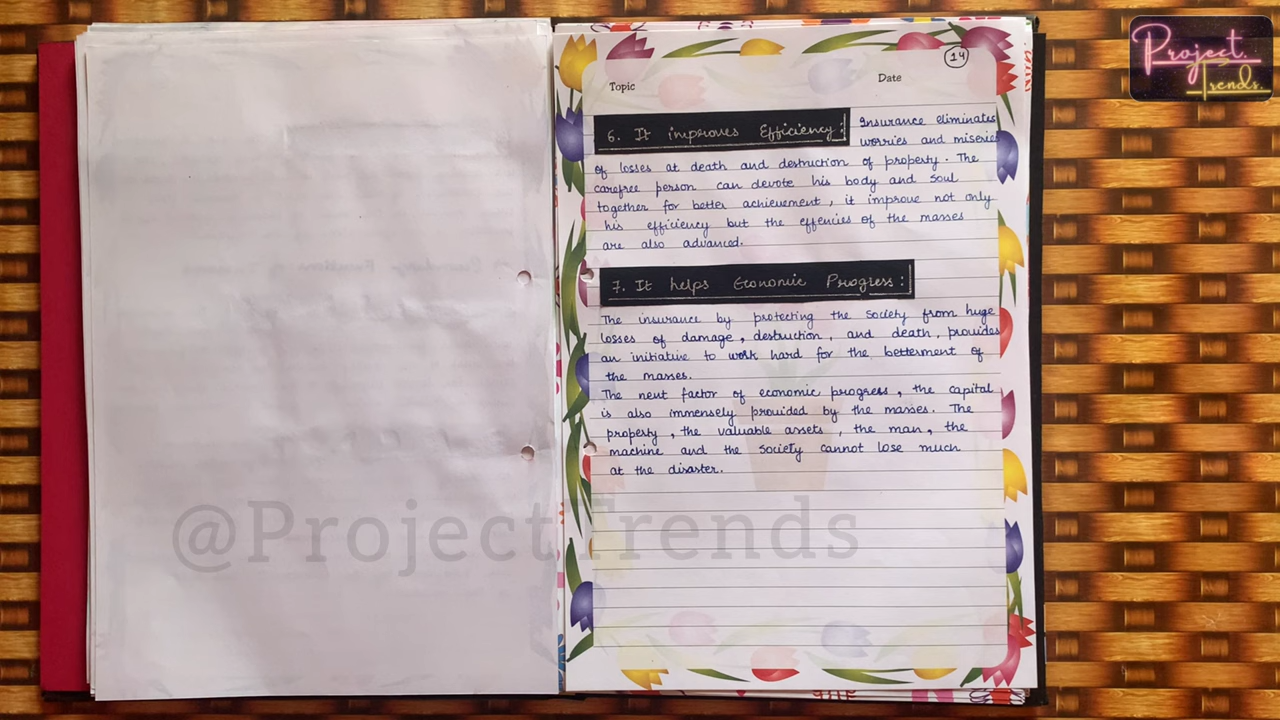 Project
Trends.
14
Topic
Date
6. It improves Efficiency:
Insurance eliminates
worries and miseries
of losses at death and destruction of property. The
carefree person can devote his body and soul
together for better achievement, it improve not only
his efficiency but the effencies of the masses
are also advanced.
7. It helps Economic Progress:
The insurance by protecting the society from huge
losses of damage, destruction, and death, provides
an initiative to work hard for the betterment of
the masses.
The next factor of economic progress, the capital
is also immensely provided by the masses. The
property, the valuable assets, the man, the
machine and the society cannot lose much
at the disaster.
@ProjectTrends